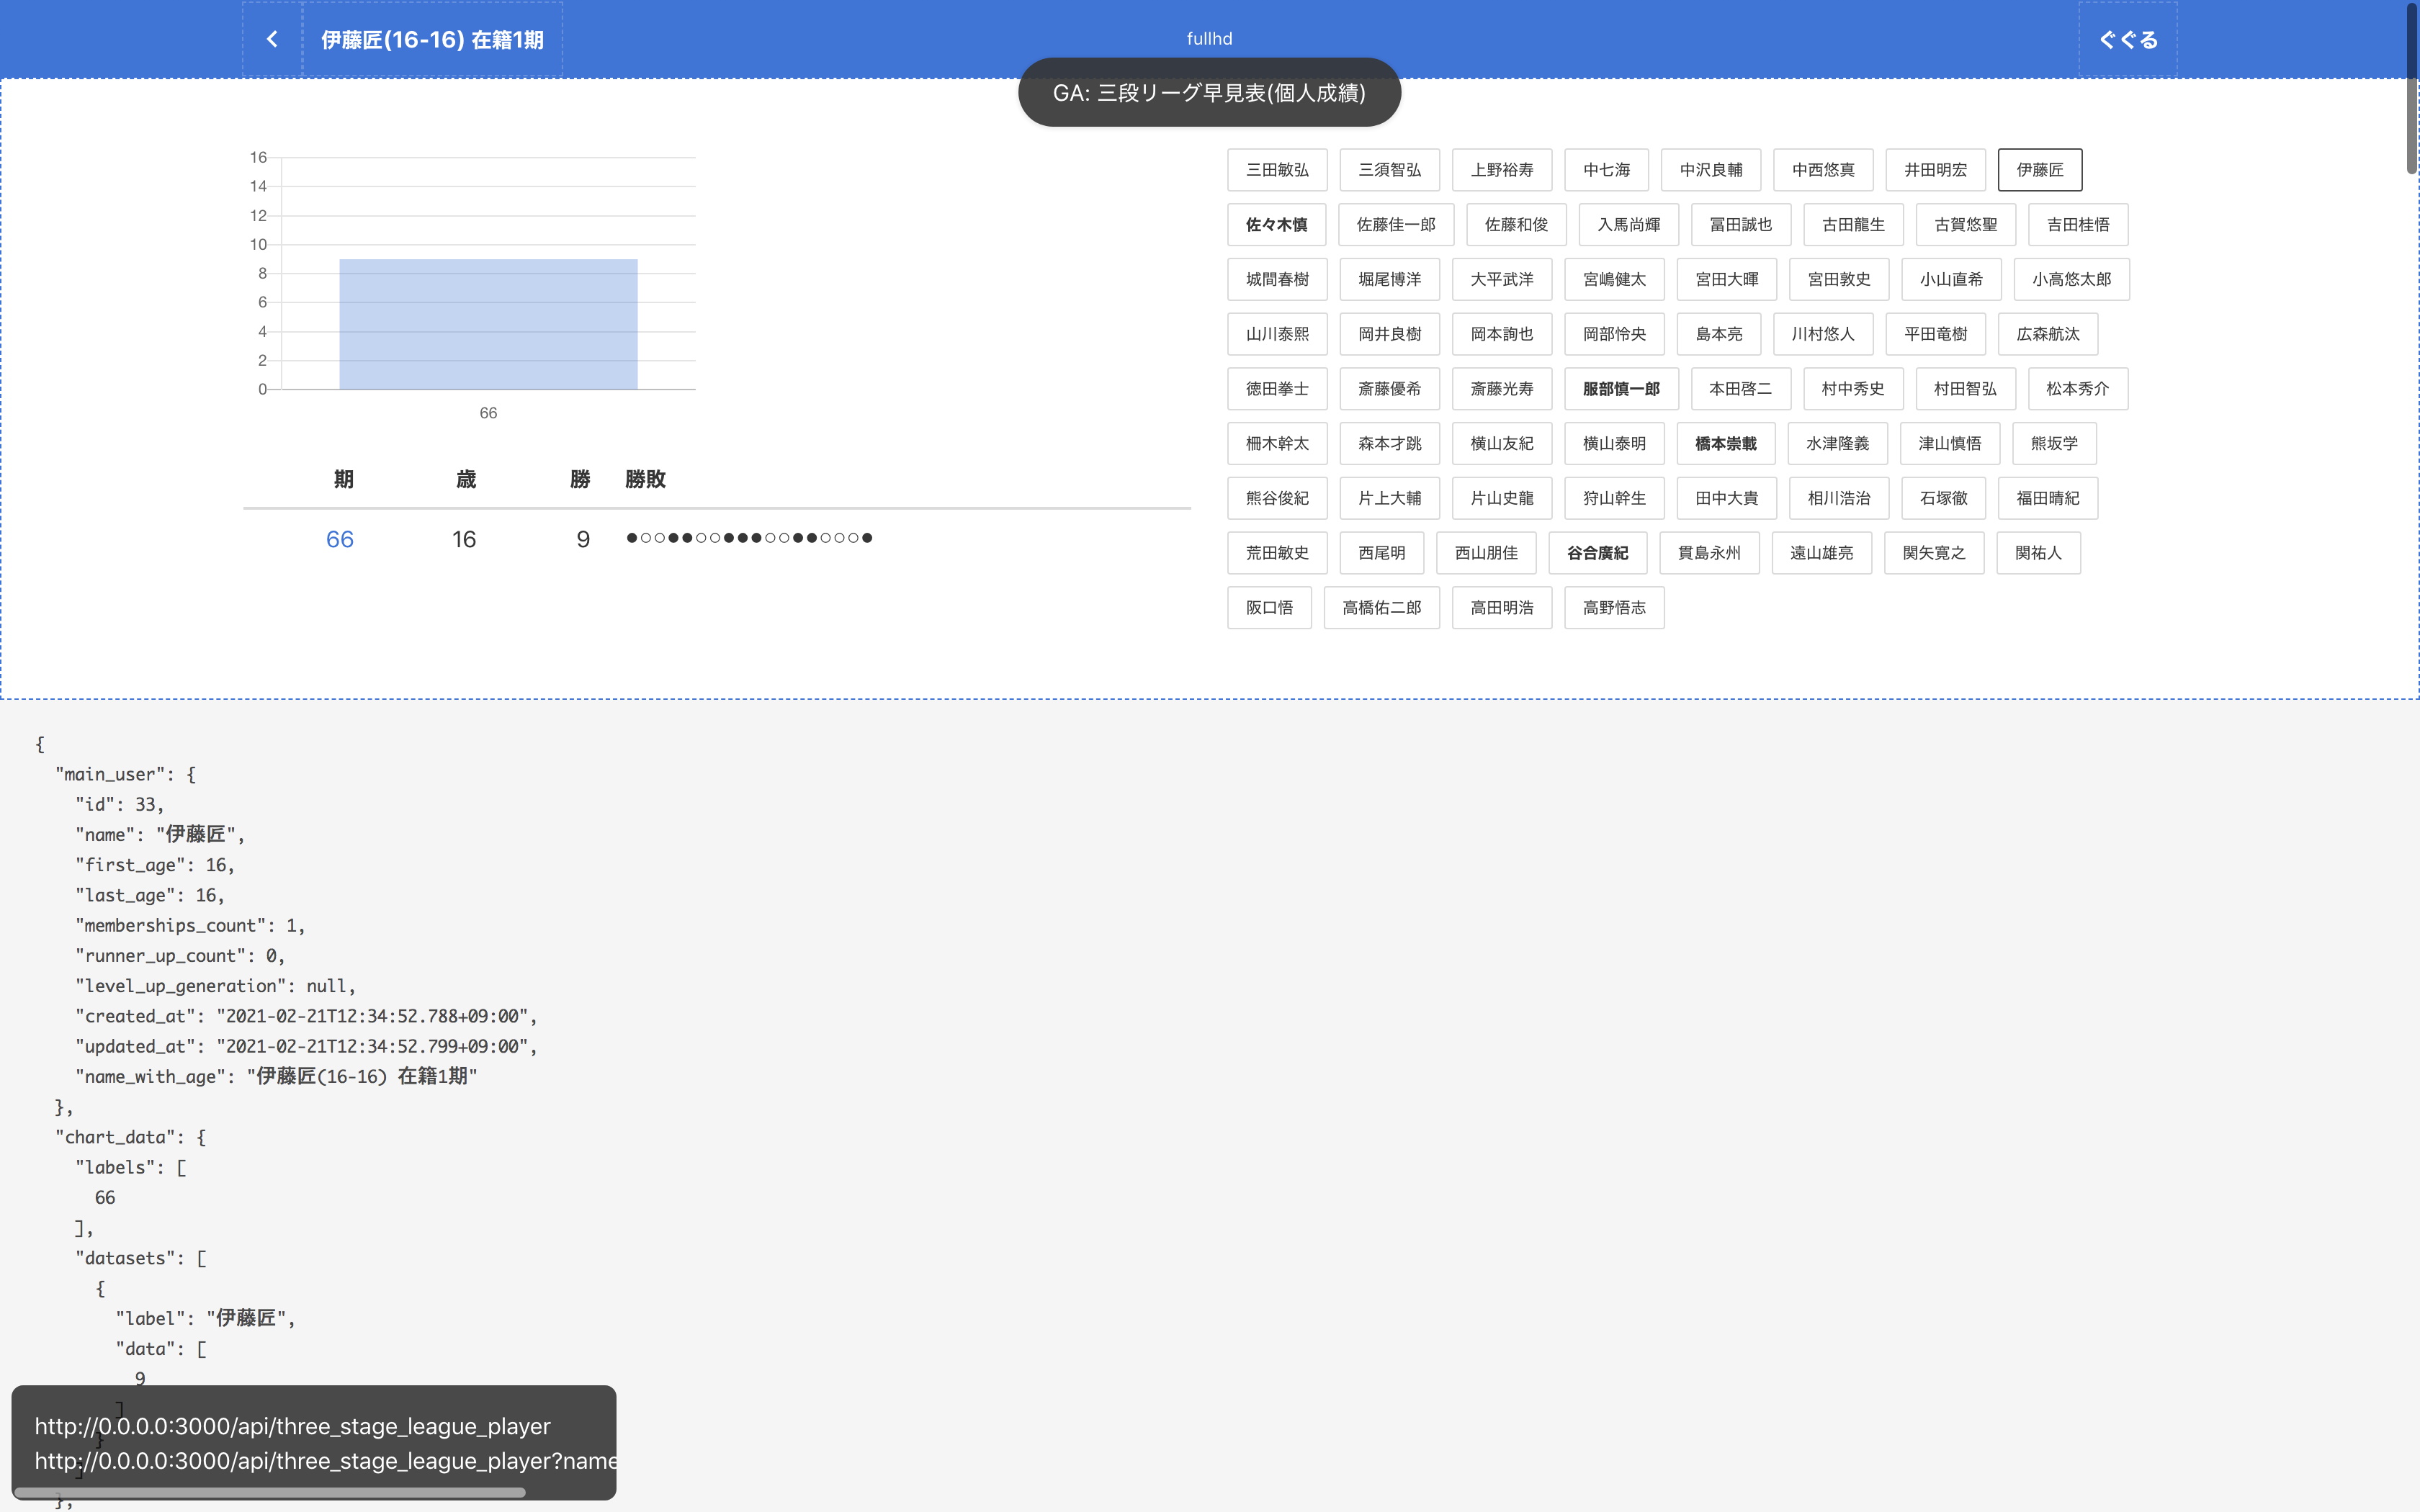 伊藤匠(16-16) 在籍1期
fullhd
ぐぐる
GA: 三段リーグ早見表(個人成績)
16
14
12
10
8
6
4
2
0
66
期 歳 勝 勝敗
66 16 9 ●○○●●○○●●●○○●●○○○●
三田敏弘 三須智弘 上野裕寿 中七海 中沢良輔 中西悠真 井田明宏 伊藤匠
佐々木慎 佐藤佳一郎 佐藤和俊 入馬尚輝 冨田誠也 古田龍生 古賀悠聖 吉田桂悟
城間春樹 堀尾博洋 大平武洋 宮嶋健太 宮田大暉 宮田敦史 小山直希 小高悠太郎
山川泰熙 岡井良樹 岡本詢也 岡部怜央 島本亮 川村悠人 平田竜樹 広森航汰
徳田拳士 斎藤優希 斎藤光寿 服部慎一郎 本田啓二 村中秀史 村田智弘 松本秀介
柵木幹太 森本才跳 横山友紀 横山泰明 橋本崇載 水津隆義 津山慎悟 熊坂学
熊谷俊紀 片上大輔 片山史龍 狩山幹生 田中大貴 相川浩治 石塚徹 福田晴紀
荒田敏史 西尾明 西山朋佳 谷合廣紀 貫島永州 遠山雄亮 関矢寛之 関祐人
阪口悟 高橋佑二郎 高田明浩 高野悟志
{
"main_user": {
"id": 33,
"name": "伊藤匠",
"first_age": 16,
"last_age": 16,
"memberships_count": 1,
"runner_up_count": 0,
"level_up_generation": null,
"created_at": "2021-02-21T12:34:52.788+09:00",
"updated_at": "2021-02-21T12:34:52.799+09:00",
"name_with_age": "伊藤匠(16-16) 在籍1期"
},
"chart_data": {
"labels": [
66
],
"datasets": [
{
"label": "伊藤匠",
"data": [
9
]
http://0.0.0.0:3000/api/three_stage_league_player
}
http://0.0.0.0:3000/api/three_stage_league_player?name
]
},